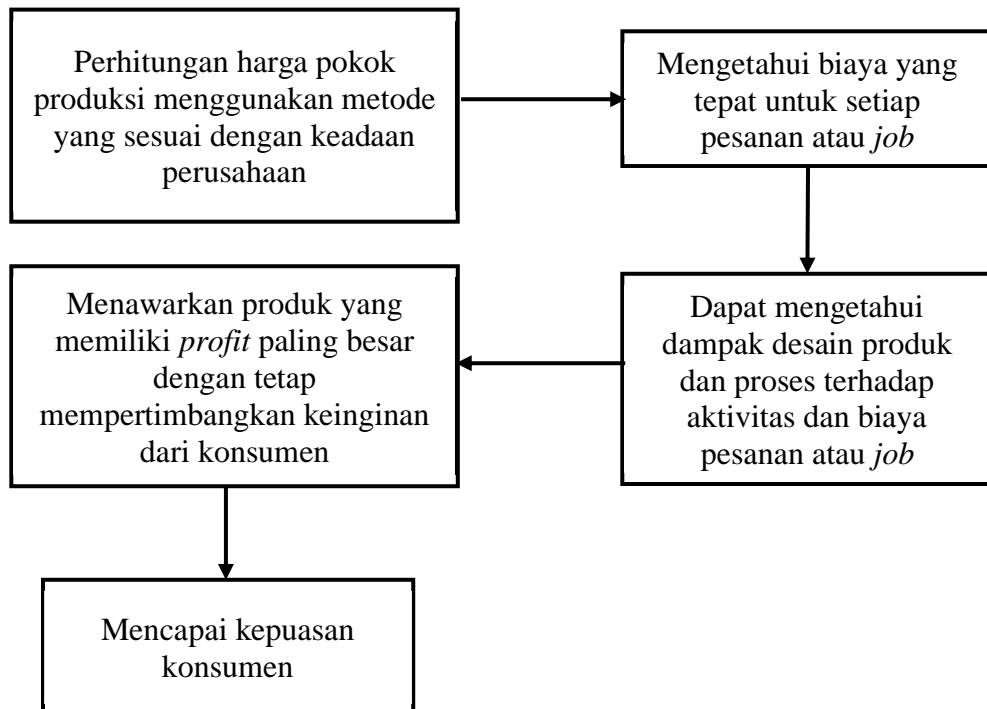 Perhitungan harga pokok
produksi menggunakan metode
yang sesuai dengan keadaan
perusahaan
Mengetahui biaya yang
tepat untuk setiap
pesanan atau job
Dapat mengetahui
dampak desain produk
dan proses terhadap
aktivitas dan biaya
pesanan atau job
Menawarkan produk yang
memiliki profit paling besar
dengan tetap
mempertimbangkan keinginan
dari konsumen
Mencapai kepuasan
konsumen